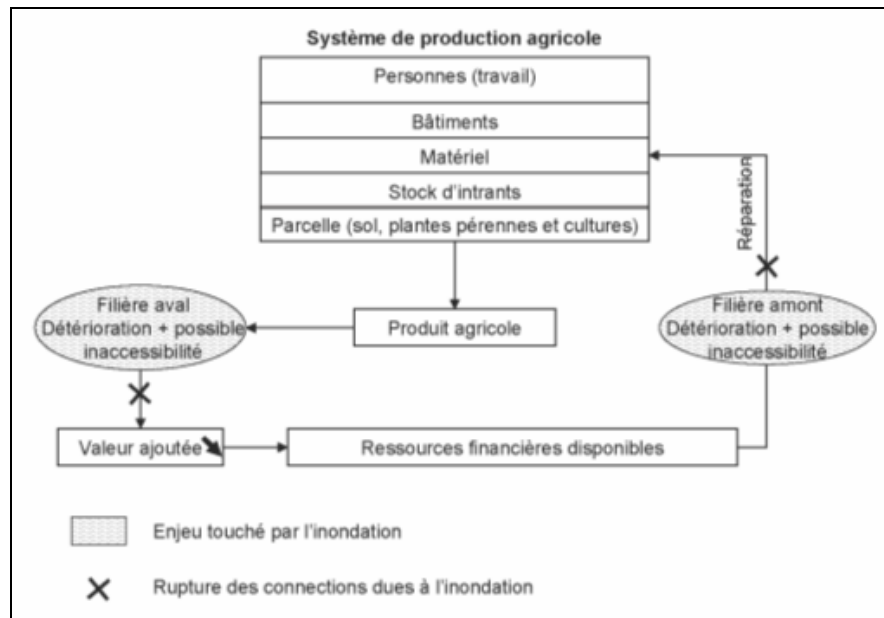 Système de production agricole
Personnes (travail)
Bâtiments
Matériel
Stock d'intrants
Parcelle (sol, plantes pérennes et cultures)
Réparation
Filière aval
Détérioration + possible
inaccessibilité
Produit agricole
Filière amont
Détérioration + possible
inaccessibilité
Valeur ajoutée
Ressources financières disponibles
Enjeu touché par l'inondation
Rupture des connections dues à l'inondation